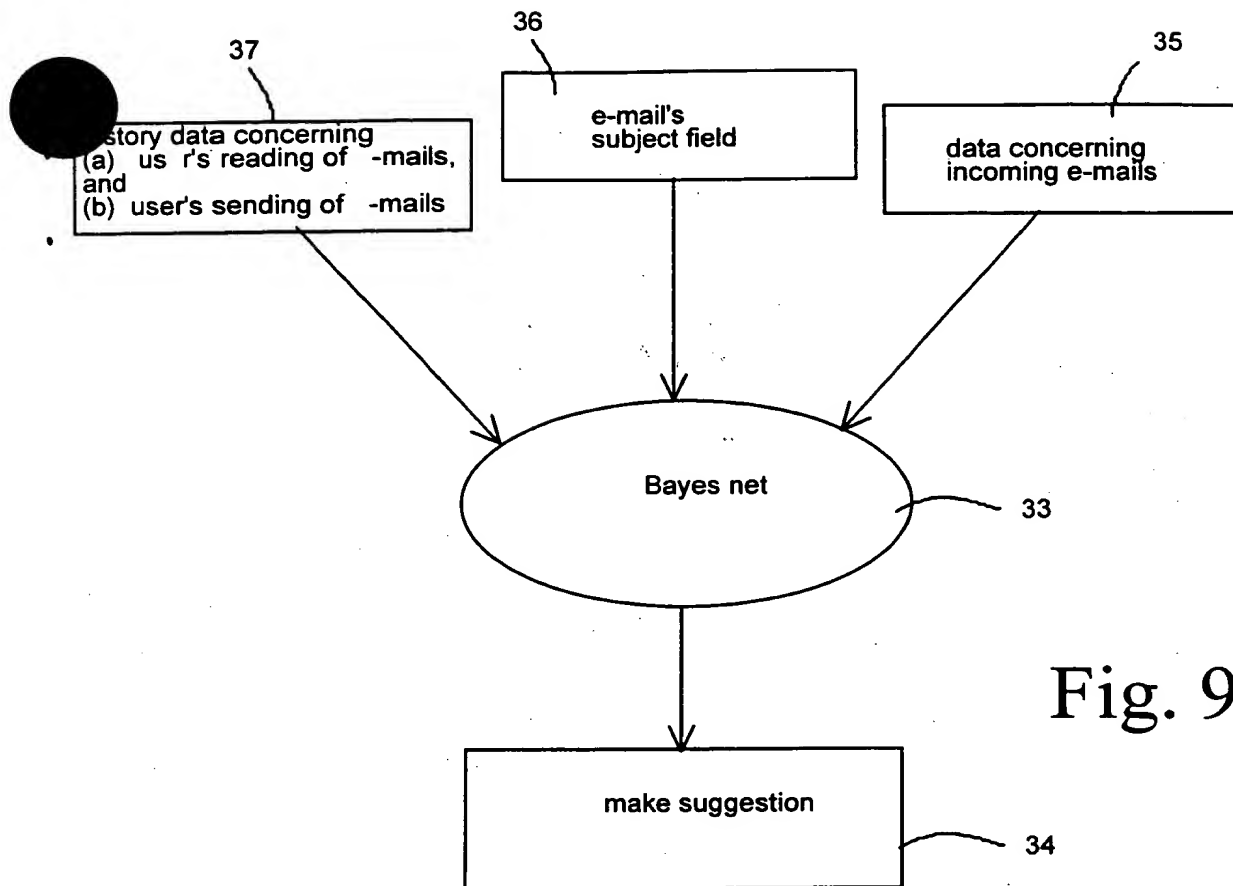 37
36
35
story data concerning
(a) us r's reading of -mails,
and
(b) user's sending of -mails
e-mail's
subject field
data concerning
incoming e-mails
Bayes net
33
Fig. 9
make suggestion
34